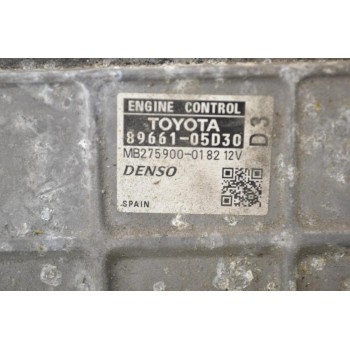 ENGINE CONTROL
TOYOTA
89661-05D30
D3
MB275900-0182 12V
DENSO
SPAIN